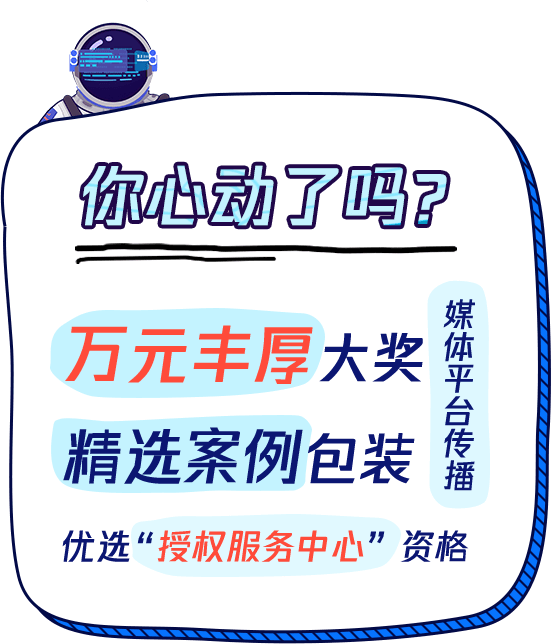 你心动了吗?
万元丰厚大奖
精选案例包装
媒体平台传播
优选“授权服务中心”资格